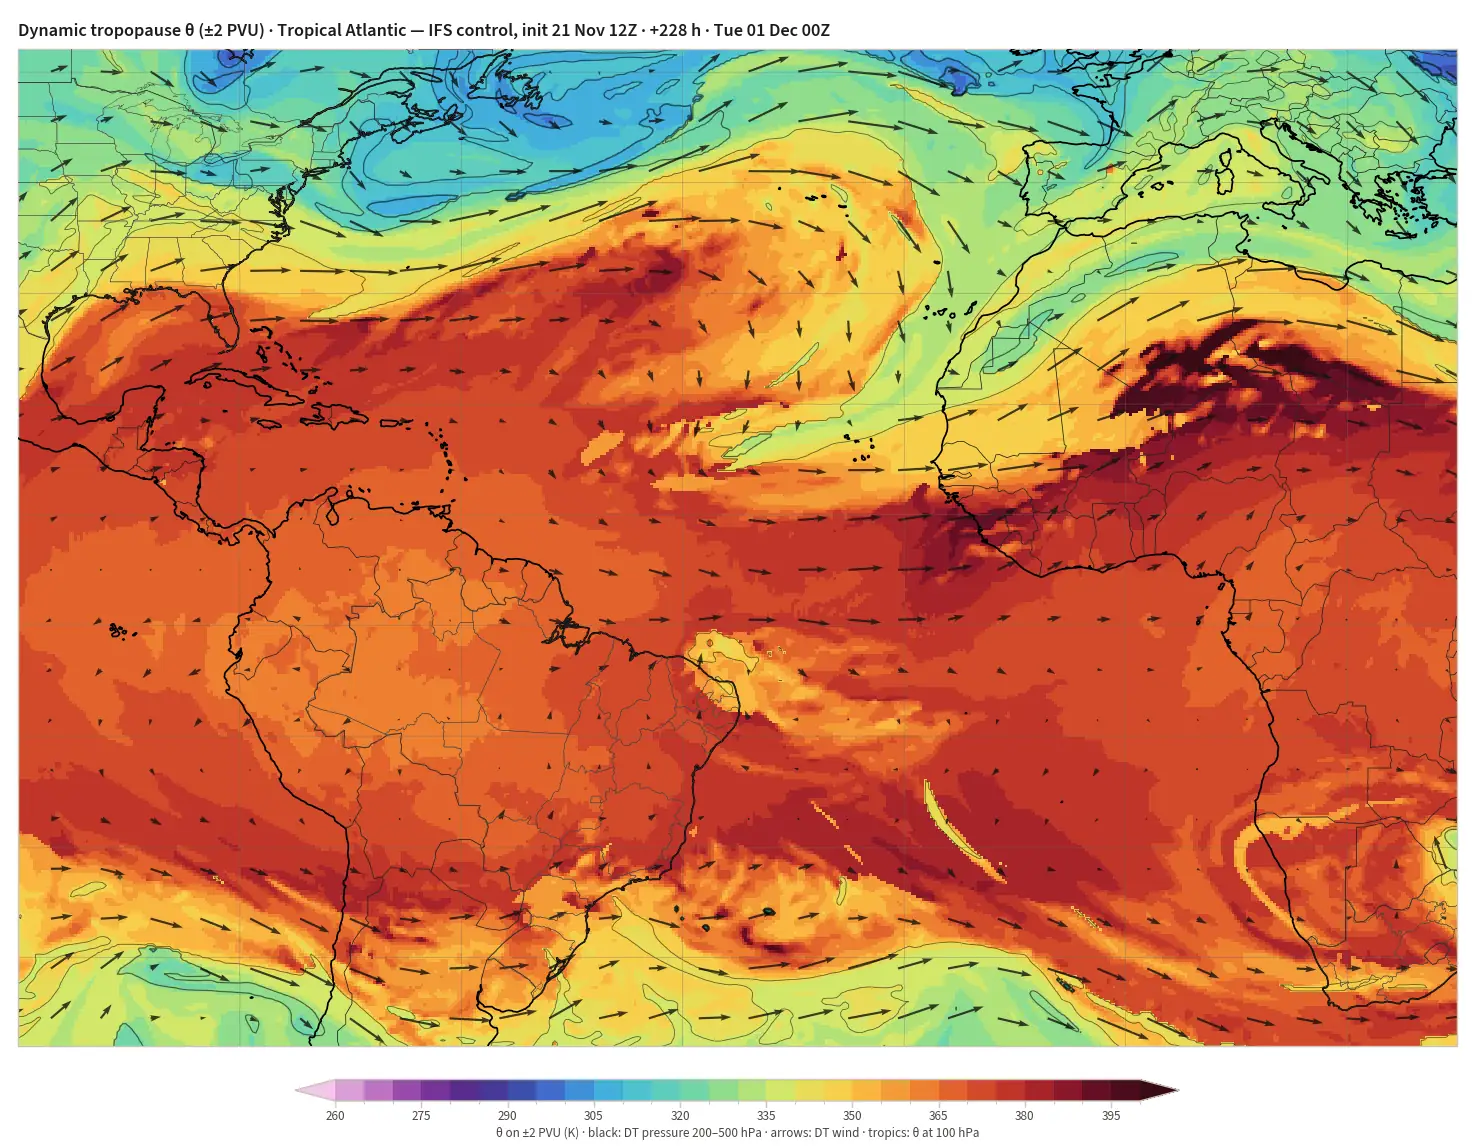 Dynamic tropopause θ (±2 PVU) · Tropical Atlantic — IFS control, init 21 Nov 12Z · +228 h · Tue 01 Dec 00Z
260 275 290 305 320 335 350 365 380 395
θ on ±2 PVU (K) · black: DT pressure 200–500 hPa · arrows: DT wind · tropics: θ at 100 hPa